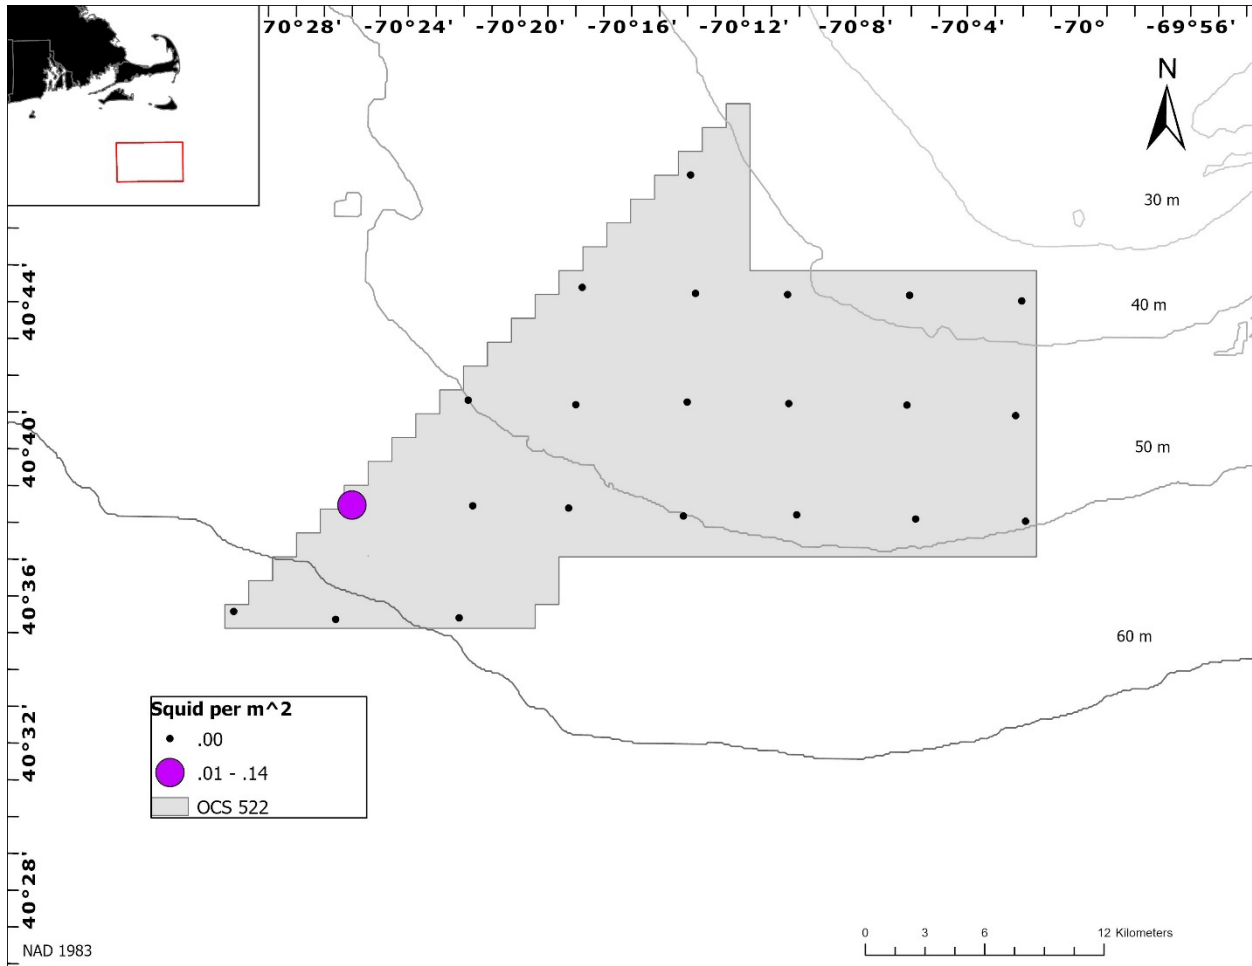 70°28' -70°24' -70°20' -70°16' -70°12' -70°8' -70°4' -70° -69°56'
N
30 m
40°44'
40 m
40°40'
50 m
40°36'
60 m
Squid per m^2
.00
.01 - .14
OCS 522
40°32'
40°28'
0 3 6 12 Kilometers
NAD 1983